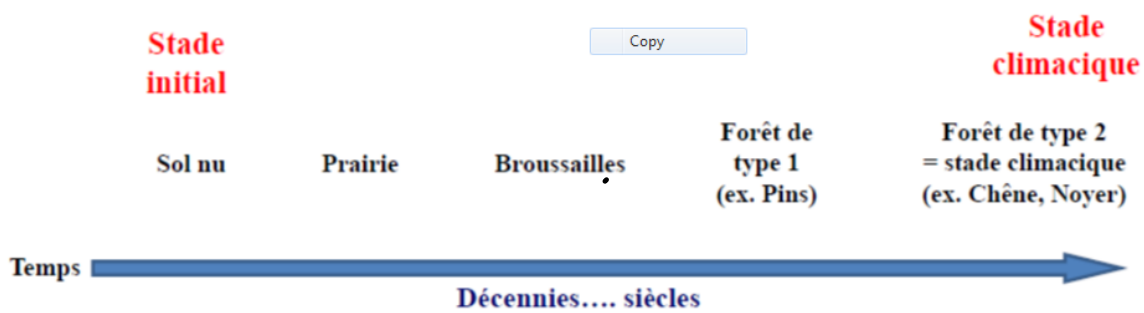 Stade
initial
Copy
Stade
climacique
Sol nu
Prairie
Broussailles
Forêt de
type 1
(ex. Pins)
Forêt de type 2
= stade climacique
(ex. Chêne, Noyer)
Temps
Décennies.... siècles